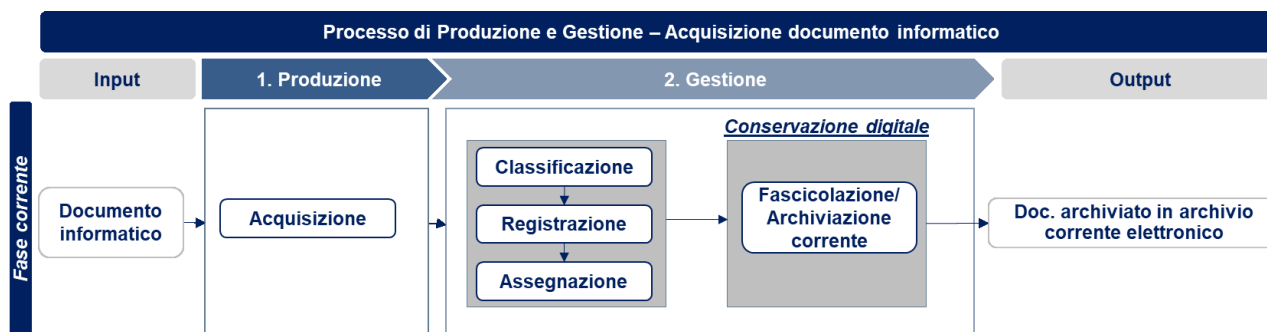 Processo di Produzione e Gestione – Acquisizione documento informatico
Input
1. Produzione
2. Gestione
Output
Fase corrente
Documento
informatico
Acquisizione
Classificazione
Registrazione
Assegnazione
Conservazione digitale
Fascicolazione/
Archiviazione
corrente
Doc. archiviato in archivio
corrente elettronico